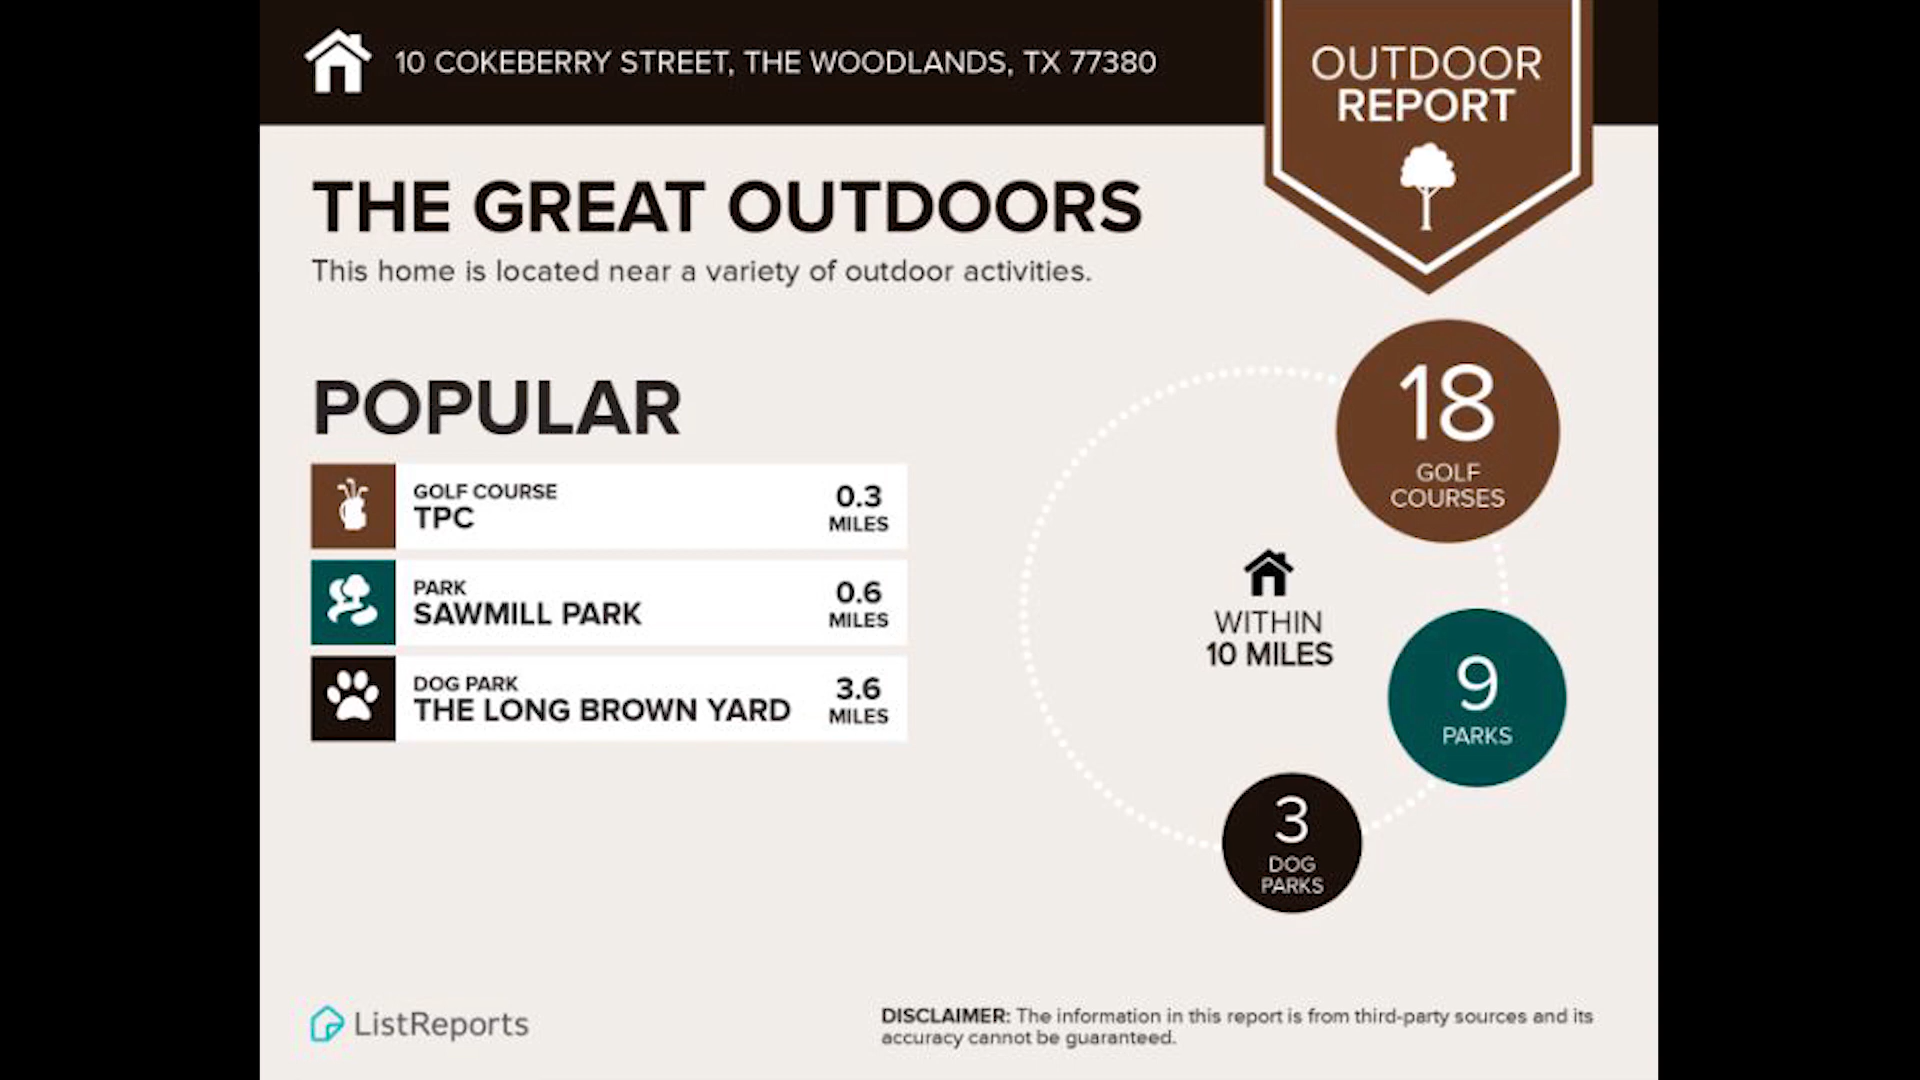 10 COKEBERRY STREET, THE WOODLANDS, TX 77380
OUTDOOR
REPORT
THE GREAT OUTDOORS
This home is located near a variety of outdoor activities.
POPULAR
GOLF COURSE
TPC
0.3
MILES
PARK
SAWMILL PARK
0.6
MILES
DOG PARK
THE LONG BROWN YARD
3.6
MILES
WITHIN
10 MILES
18
GOLF
COURSES
9
PARKS
3
DOG
PARKS
ListReports
DISCLAIMER: The information in this report is from third-party sources and its
accuracy cannot be guaranteed.